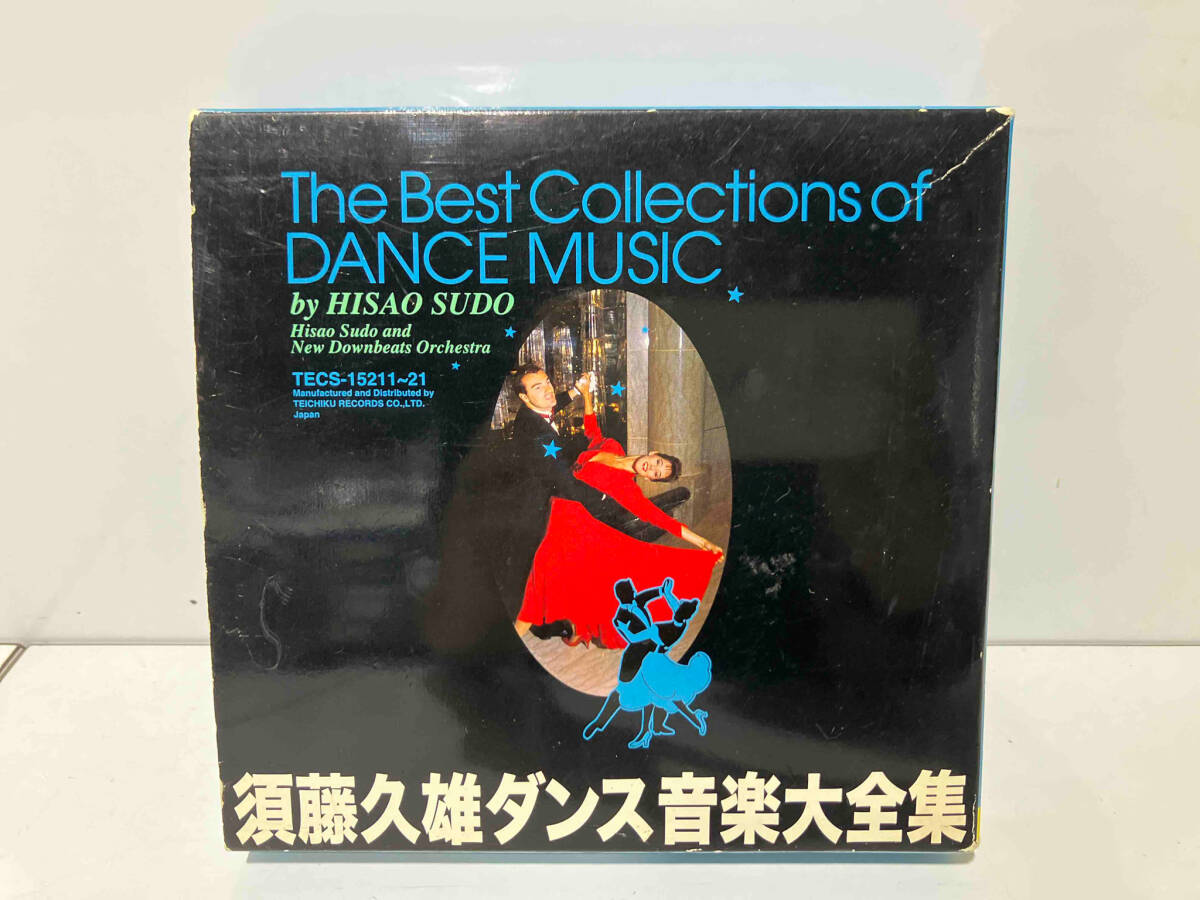 The Best Collections of
DANCE MUSIC
by HISAO SUDO
Hisao Sudo and
New Downbeats Orchestra
TECS-15211~21
Manufactured and Distributed by
TEICHIKU RECORDS CO.,LTD.
Japan
須藤久雄ダンス音楽大全集